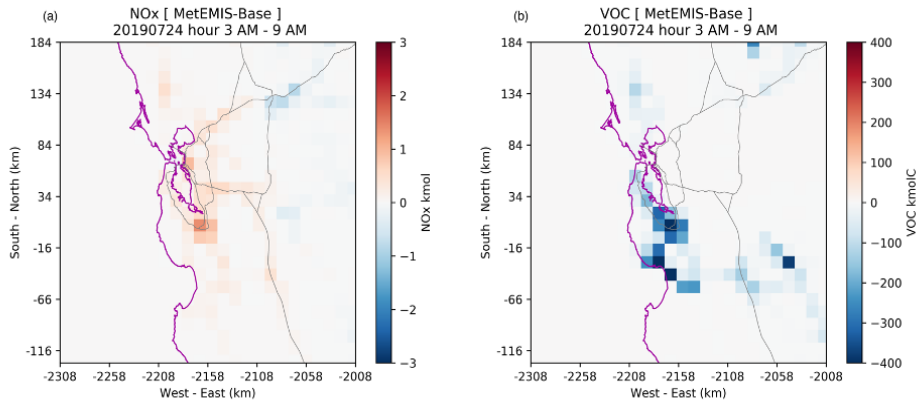 (a)
NOx [ MetEMIS-Base ]
20190724 hour 3 AM - 9 AM
184
134
84
34
-16
-66
-116
South - North (km)
-2308 -2258 -2208 -2158 -2108 -2058 -2008
West - East (km)
3
2
1
0
−1
−2
−3
NOx kmol
(b)
VOC [ MetEMIS-Base ]
20190724 hour 3 AM - 9 AM
184
134
84
34
-16
-66
-116
South - North (km)
-2308 -2258 -2208 -2158 -2108 -2058 -2008
West - East (km)
400
300
200
100
0
−100
−200
−300
−400
VOC kmolC